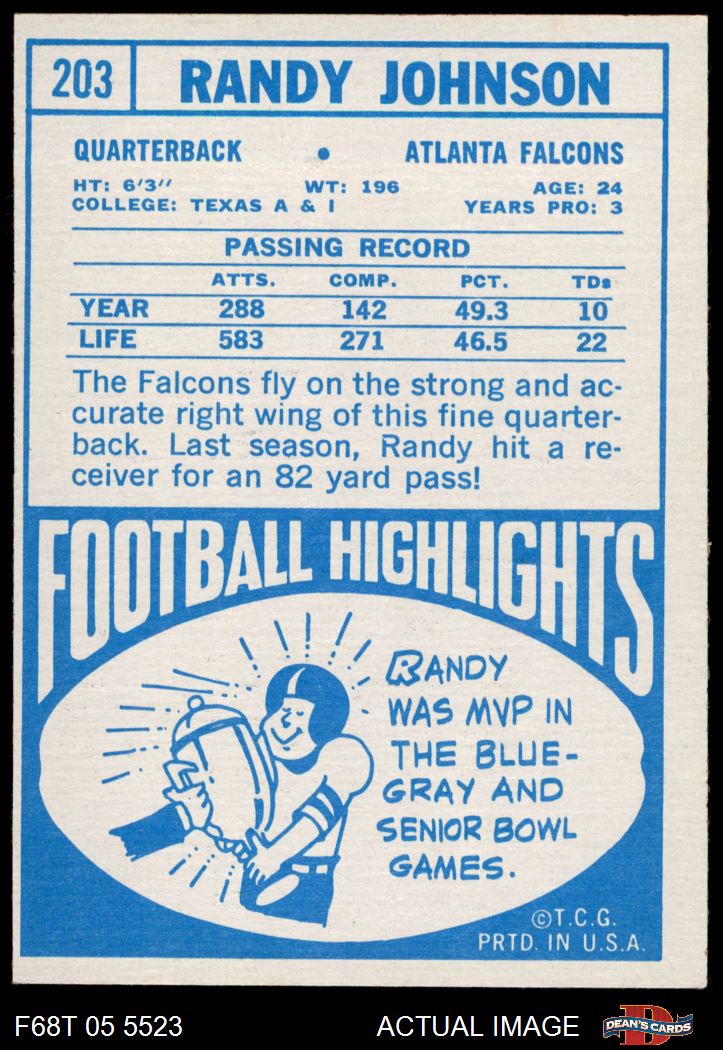 203 RANDY JOHNSON
QUARTERBACK • ATLANTA FALCONS
HT: 6'3" WT: 196 AGE: 24
COLLEGE: TEXAS A & I YEARS PRO: 3
PASSING RECORD
ATTS. COMP. PCT. TDs
YEAR 288 142 49.3 10
LIFE 583 271 46.5 22
The Falcons fly on the strong and ac-
curate right wing of this fine quarter-
back. Last season, Randy hit a re-
ceiver for an 82 yard pass!
FOOTBALL HIGHLIGHTS
RANDY
WAS MVP IN
THE BLUE-
GRAY AND
SENIOR BOWL
GAMES.
©T.C.G.
PRTD. IN U.S.A.
F68T 05 5523 ACTUAL IMAGE D DEAN'S CARDS